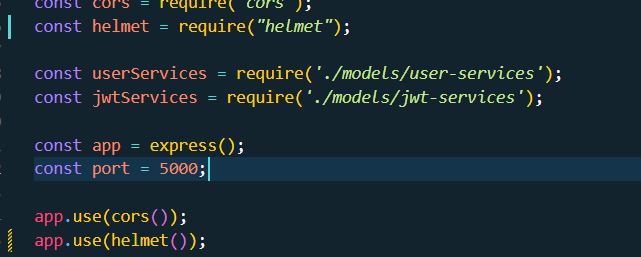 const cors = require('cors');
const helmet = require("helmet");
const userServices = require('./models/user-services');
const jwtServices = require('./models/jwt-services');
const app = express();
const port = 5000;
app.use(cors());
app.use(helmet());